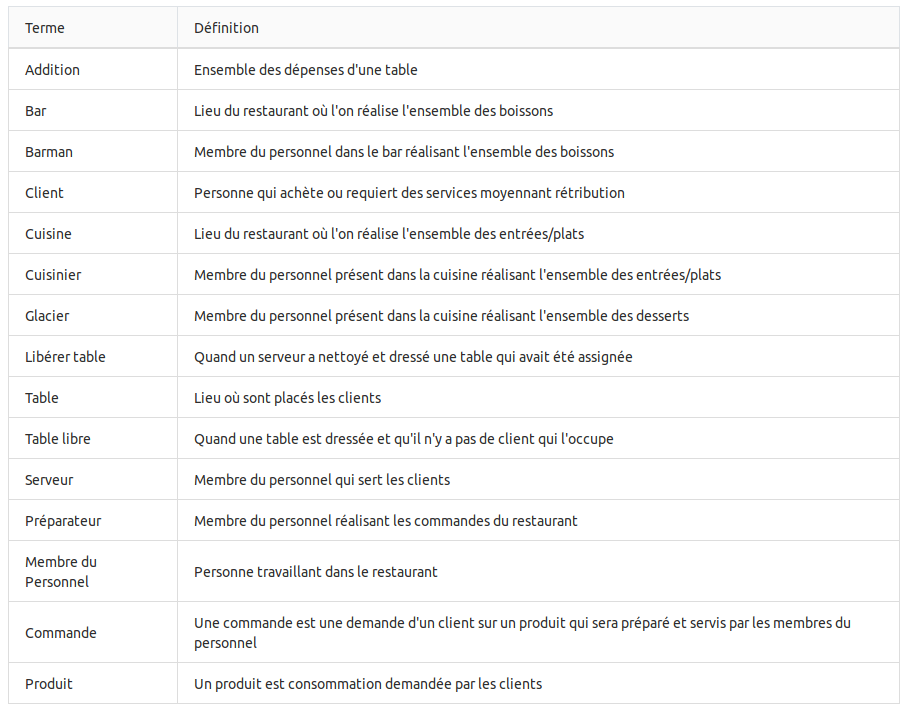 Terme Définition
Addition Ensemble des dépenses d'une table
Bar Lieu du restaurant où l'on réalise l'ensemble des boissons
Barman Membre du personnel dans le bar réalisant l'ensemble des boissons
Client Personne qui achète ou requiert des services moyennant rétribution
Cuisine Lieu du restaurant où l'on réalise l'ensemble des entrées/plats
Cuisinier Membre du personnel présent dans la cuisine réalisant l'ensemble des entrées/plats
Glacier Membre du personnel présent dans la cuisine réalisant l'ensemble des desserts
Libérer table Quand un serveur a nettoyé et dressé une table qui avait été assignée
Table Lieu où sont placés les clients
Table libre Quand une table est dressée et qu'il n'y a pas de client qui l'occupe
Serveur Membre du personnel qui sert les clients
Préparateur Membre du personnel réalisant les commandes du restaurant
Membre du
Personnel
Personne travaillant dans le restaurant
Commande
Une commande est une demande d'un client sur un produit qui sera préparé et servis par les membres du
personnel
Produit Un produit est consommation demandée par les clients